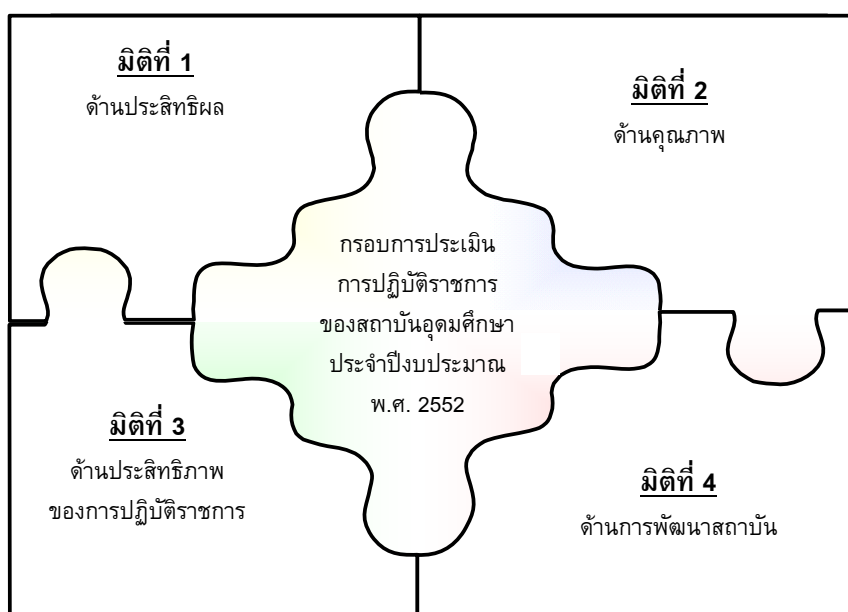 มิติที่ 1
ด้านประสิทธิผล
มิติที่ 2
ด้านคุณภาพ
กรอบการประเมิน
การปฏิบัติราชการ
ของสถาบันอุดมศึกษา
ประจำปีงบประมาณ
พ.ศ. 2552
มิติที่ 3
ด้านประสิทธิภาพ
ของการปฏิบัติราชการ
มิติที่ 4
ด้านการพัฒนาสถาบัน